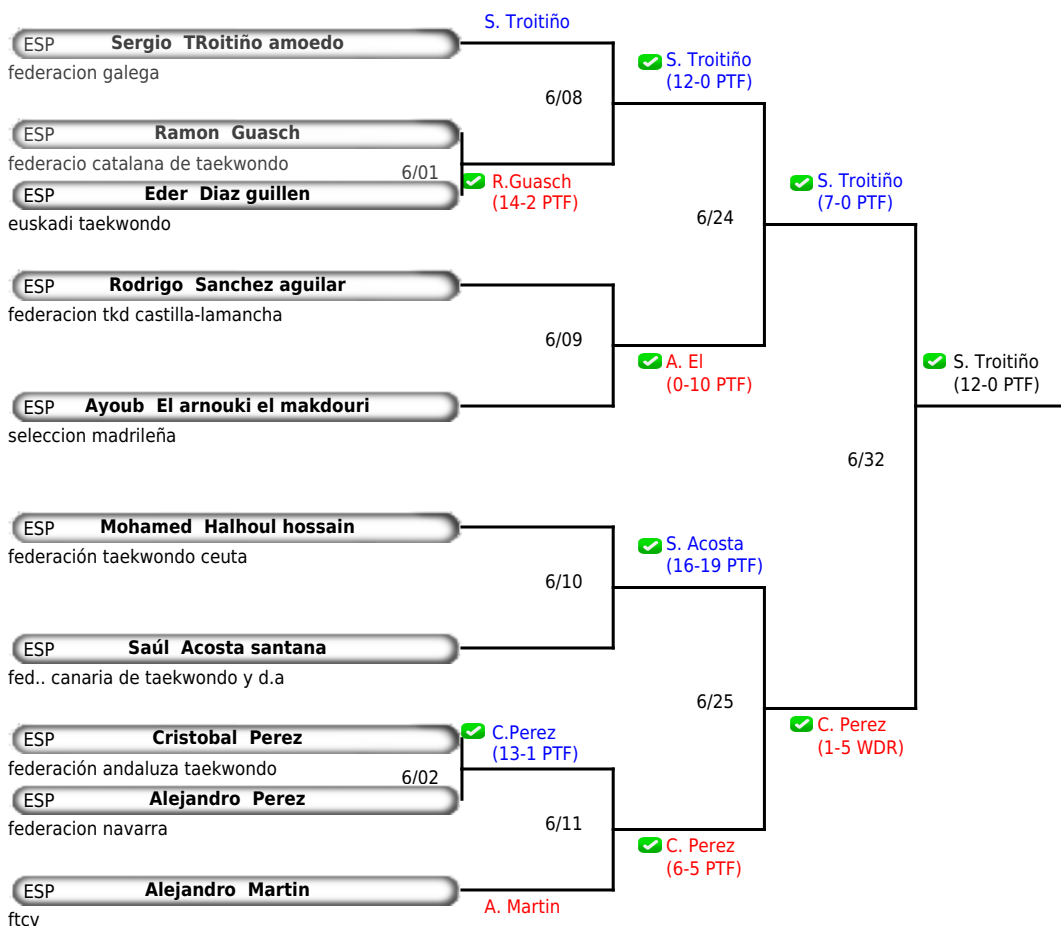 S. Troitiño
ESP Sergio TRoitiño amoedo
federacion galega
S. Troitiño
(12-0 PTF)
6/08
ESP Ramon Guasch
federacio catalana de taekwondo
6/01
R.Guasch
(14-2 PTF)
ESP Eder Diaz guillen
euskadi taekwondo
S. Troitiño
(7-0 PTF)
6/24
ESP Rodrigo Sanchez aguilar
federacion tkd castilla-lamancha
6/09
A. El
(0-10 PTF)
S. Troitiño
(12-0 PTF)
ESP Ayoub El arnouki el makdouri
seleccion madrileña
6/32
ESP Mohamed Halhoul hossain
federación taekwondo ceuta
S. Acosta
(16-19 PTF)
6/10
ESP Saúl Acosta santana
fed.. canaria de taekwondo y d.a
6/25
C. Perez
(1-5 WDR)
ESP Cristobal Perez
federación andaluza taekwondo
C.Perez
(13-1 PTF)
6/02
ESP Alejandro Perez
federacion navarra
6/11
C. Perez
(6-5 PTF)
ESP Alejandro Martin
A. Martin
ftcv